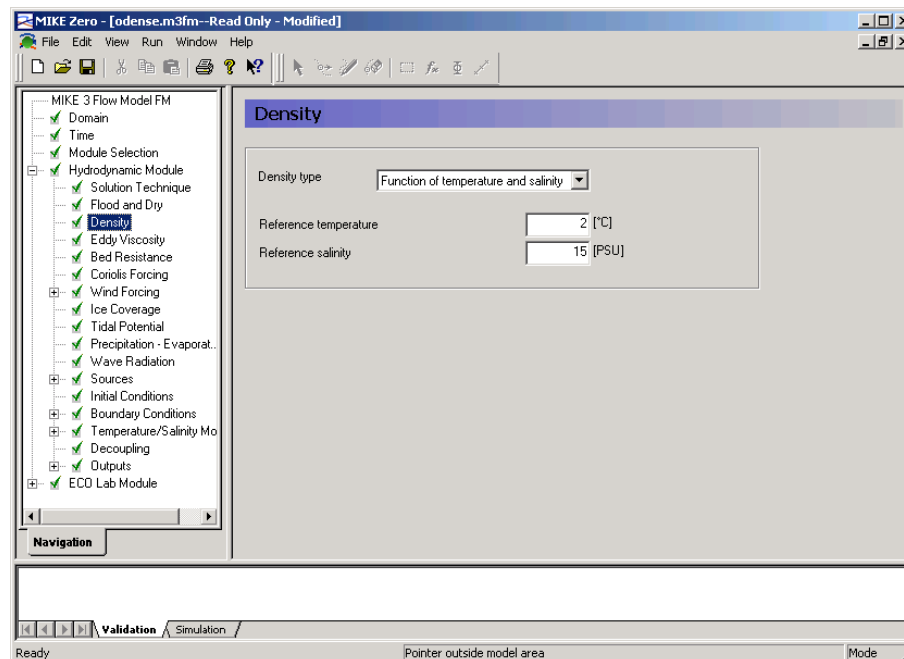 MIKE Zero - [odense.m3fm--Read Only - Modified]
File Edit View Run Window Help
MIKE 3 Flow Model FM
Domain
Time
Module Selection
Hydrodynamic Module
Solution Technique
Flood and Dry
Density
Eddy Viscosity
Bed Resistance
Coriolis Forcing
Wind Forcing
Ice Coverage
Tidal Potential
Precipitation - Evaporat..
Wave Radiation
Sources
Initial Conditions
Boundary Conditions
Temperature/Salinity Mo
Decoupling
Outputs
ECO Lab Module
Navigation
Density
Density type Function of temperature and salinity
Reference temperature 2 [°C]
Reference salinity 15 [PSU]
Validation Simulation
Ready Pointer outside model area Mode